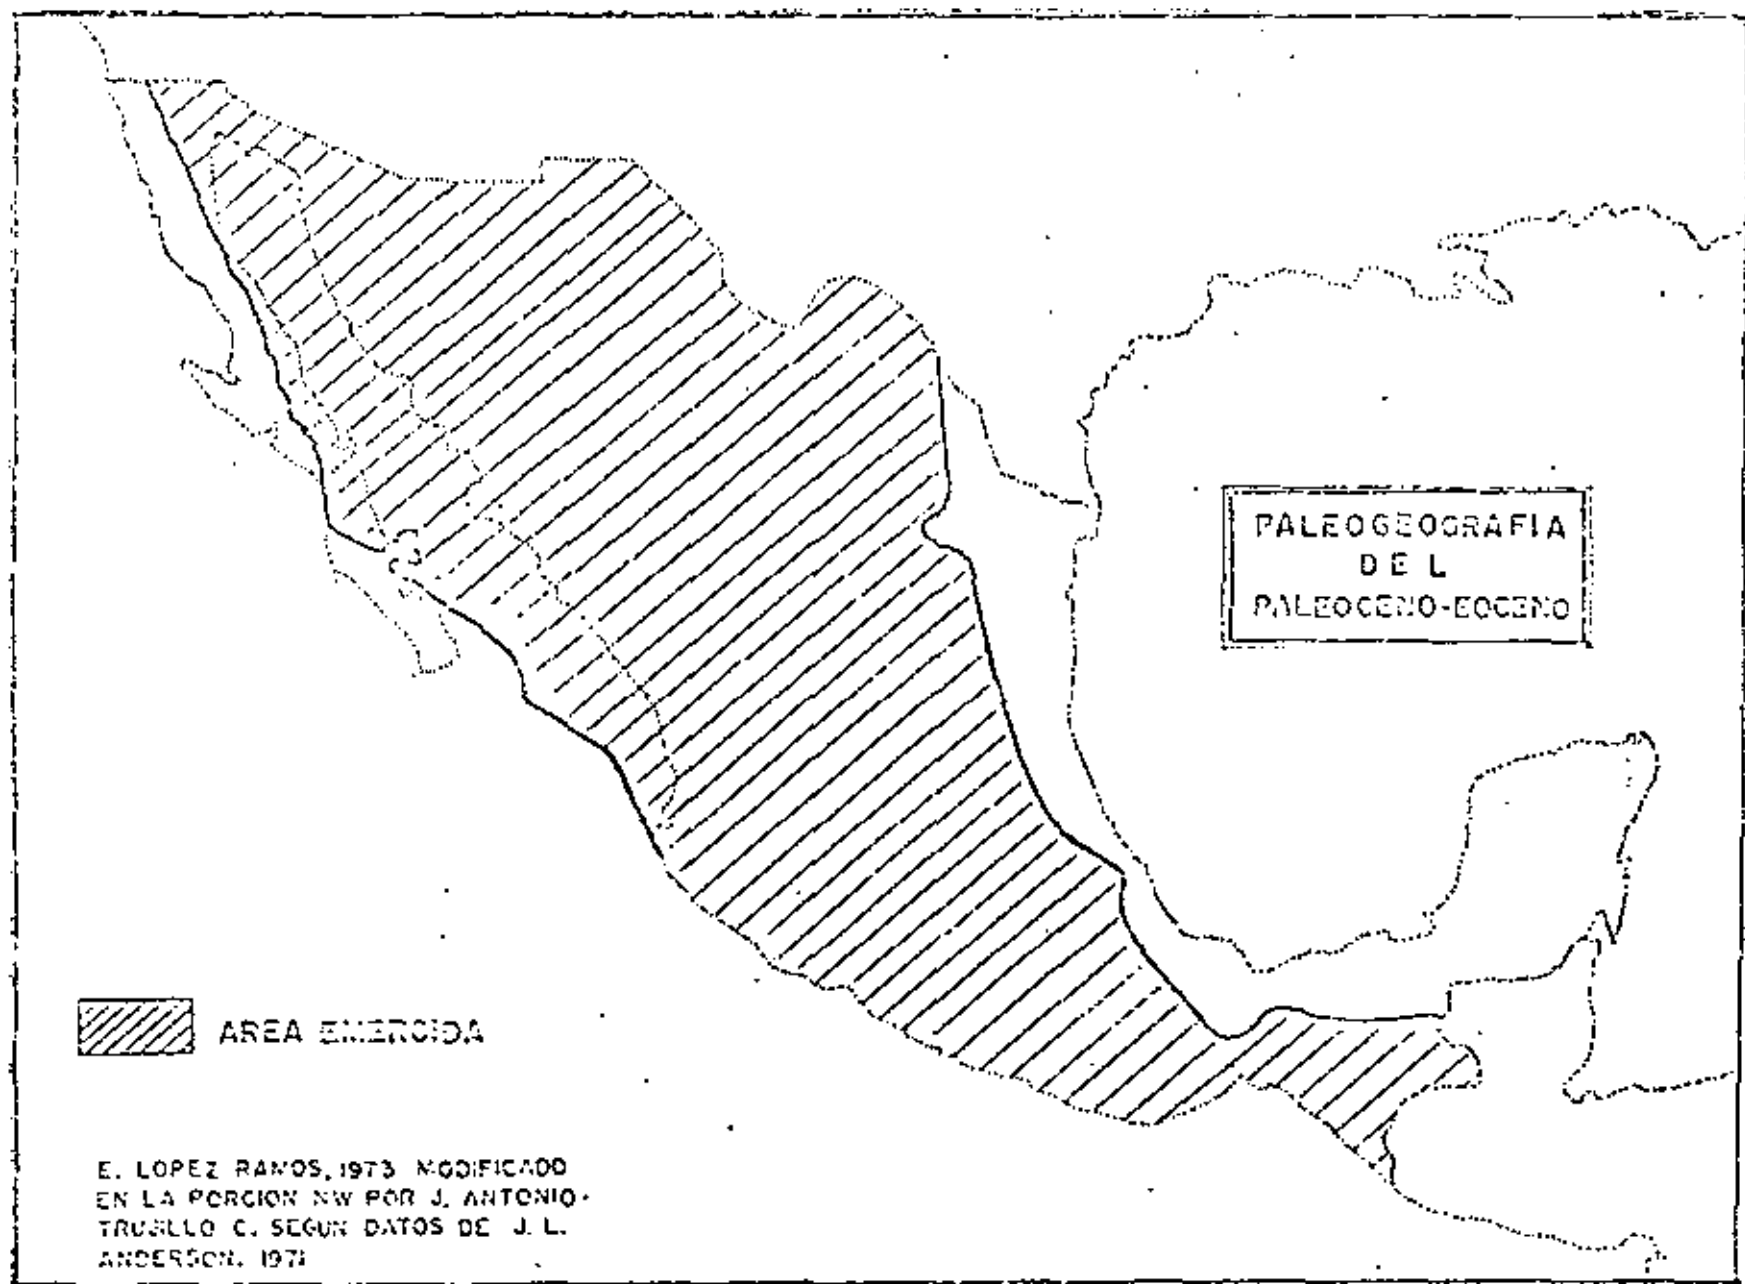 PALEOGEOGRAFIA
DEL
PALEOCENO-EOCENO
AREA EMERGIDA
E. LOPEZ RAMOS, 1973 MODIFICADO
EN LA PORCION NW POR J. ANTONIO
TRUJILLO C. SEGUN DATOS DE J. L.
ANDERSON, 1971